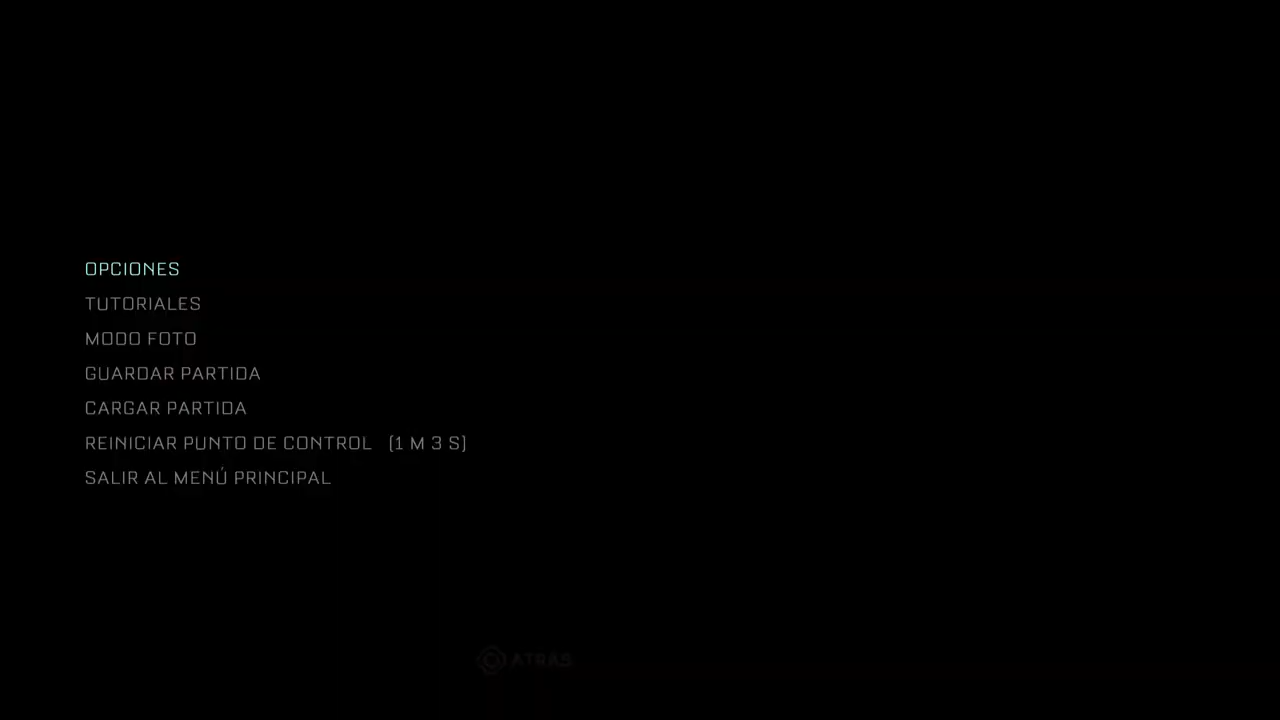 OPCIONES
TUTORIALES
MODO FOTO
GUARDAR PARTIDA
CARGAR PARTIDA
REINICIAR PUNTO DE CONTROL (1 M 3 S)
SALIR AL MENÚ PRINCIPAL
ATRÁS